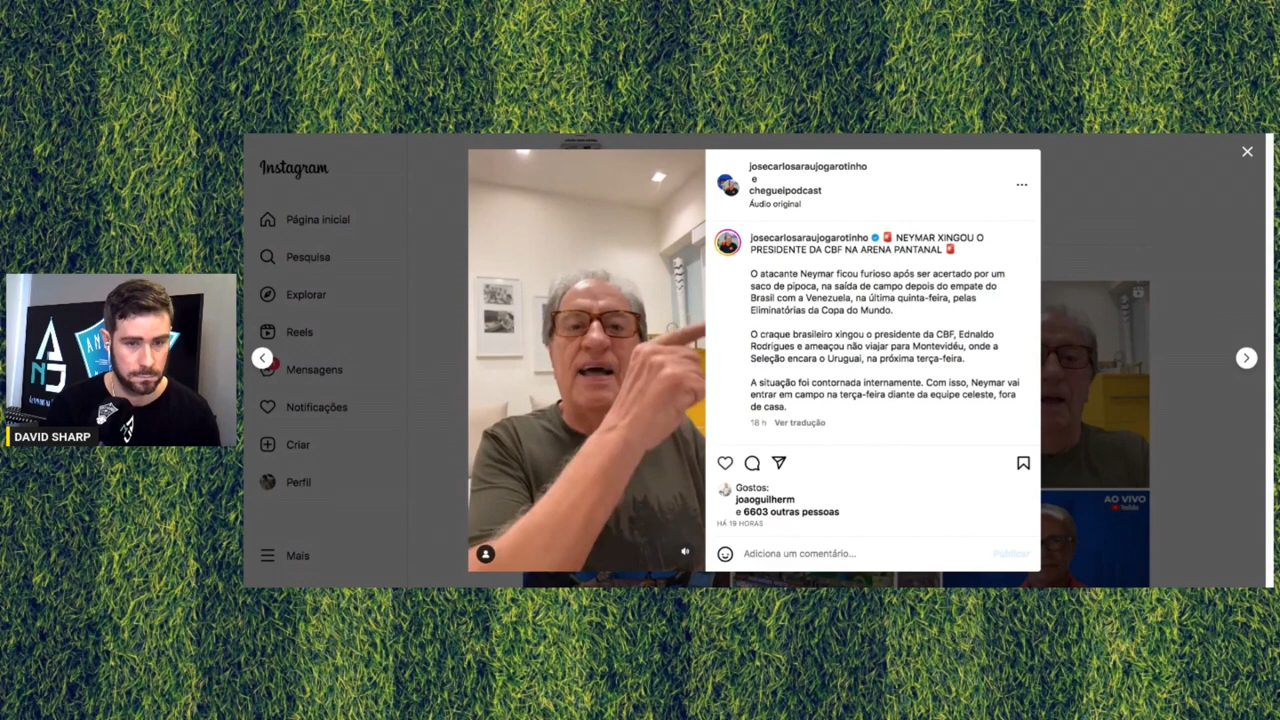 Instagram
Página inicial
Pesquisa
Explorar
Reels
Mensagens
Notificações
Criar
Perfil
Mais
DAVID SHARP
josecarlosaraujogarotinho
e
chegueipodcast
Áudio original
josecarlosaraujogarotinho 🚨 NEYMAR XINGOU O
PRESIDENTE DA CBF NA ARENA PANTANAL 🚨
O atacante Neymar ficou furioso após ser acertado por um
saco de pipoca, na saída de campo depois do empate do
Brasil com a Venezuela, na última quinta-feira, pelas
Eliminatórias da Copa do Mundo.
O craque brasileiro xingou o presidente da CBF, Ednaldo
Rodrigues e ameaçou não viajar para Montevidéu, onde a
Seleção encara o Uruguai, na próxima terça-feira.
A situação foi contornada internamente. Com isso, Neymar vai
entrar em campo na terça-feira diante da equipe celeste, fora
de casa.
18 h Ver tradução
Gostos:
joaoguilherm
e 6603 outras pessoas
HÁ 19 HORAS
Adiciona um comentário...
Publicar
AO VIVO